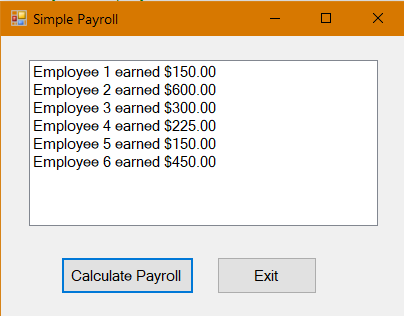 Simple Payroll
Employee 1 earned $150.00
Employee 2 earned $600.00
Employee 3 earned $300.00
Employee 4 earned $225.00
Employee 5 earned $150.00
Employee 6 earned $450.00
Calculate Payroll
Exit